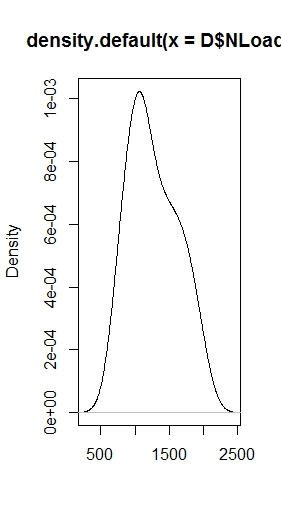 density.default(x = D$NLoad
Density
1e-03
8e-04
6e-04
4e-04
2e-04
0e+00
500
1500
2500